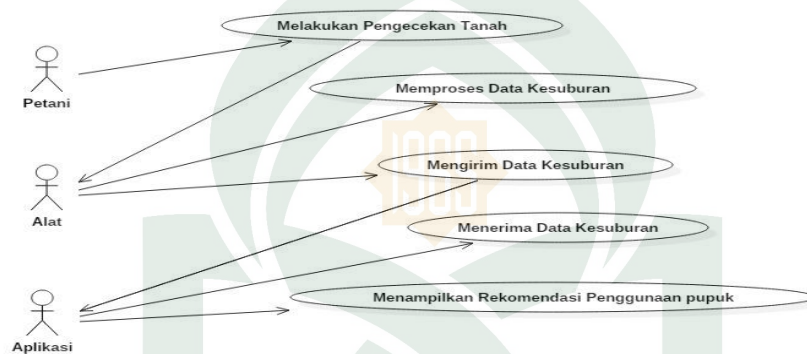 Melakukan Pengecekan Tanah
Petani
Memproses Data Kesuburan
Mengirim Data Kesuburan
Alat
Menerima Data Kesuburan
Menampilkan Rekomendasi Penggunaan pupuk
Aplikasi